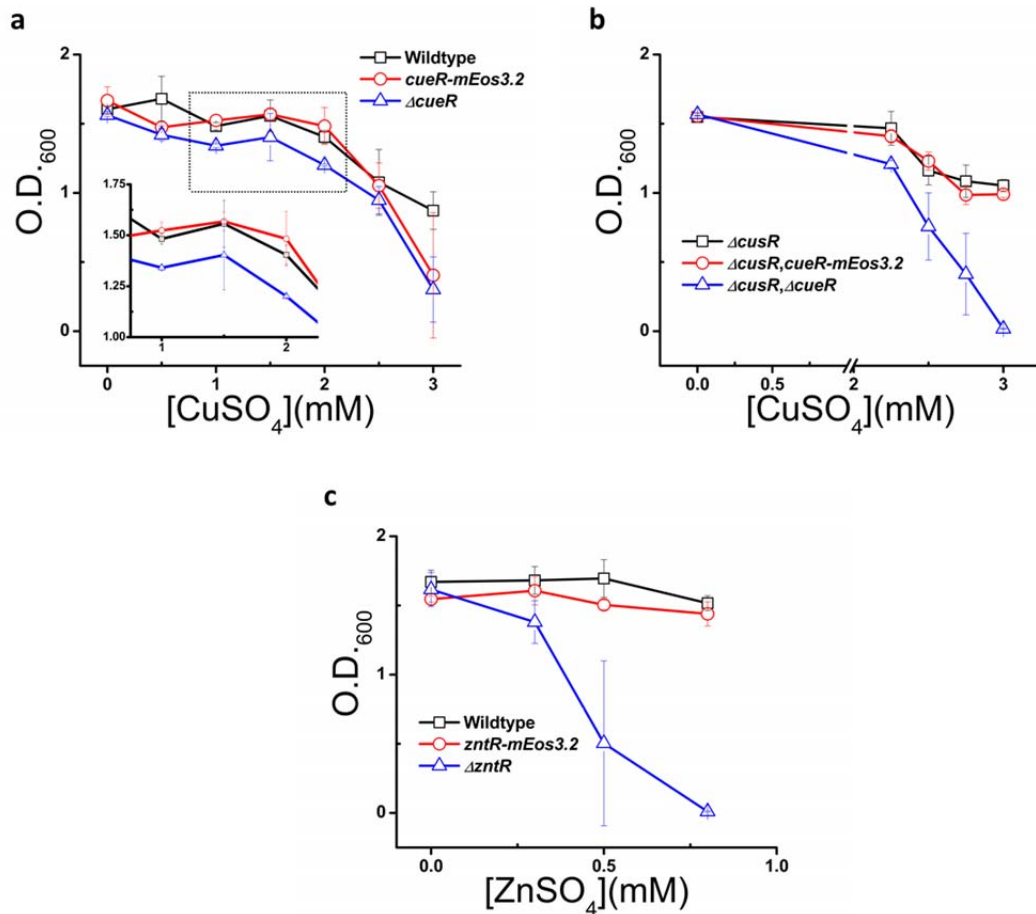 a
Wildtype
cueR-mEos3.2
ΔcueR
2
1
0
O.D.600
1.75
1.50
1.25
1.00
1
2
0
1
2
3
[CuSO4](mM)
b
2
1
0
O.D.600
ΔcusR
ΔcusR,cueR-mEos3.2
ΔcusR,ΔcueR
0.0
0.5
2
3
[CuSO4](mM)
c
2
1
0
O.D.600
Wildtype
zntR-mEos3.2
ΔzntR
0.0
0.5
1.0
[ZnSO4](mM)